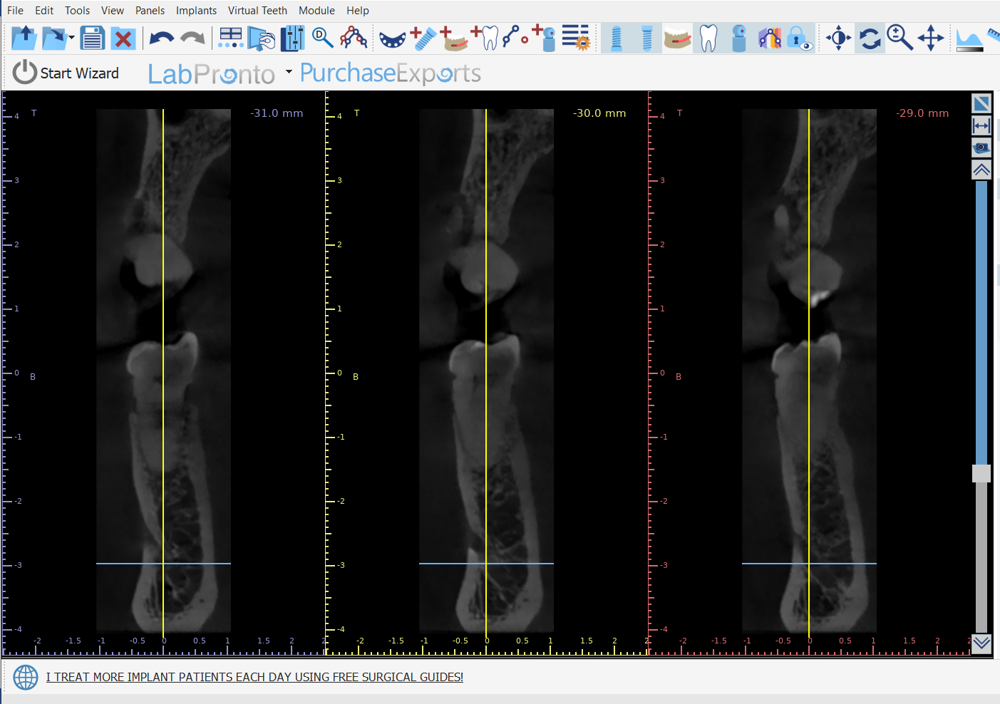 File Edit Tools View Panels Implants Virtual Teeth Module Help
D
Start Wizard LabPronto PurchaseExports
T -31.0 mm T -30.0 mm T -29.0 mm
4 4 4
3 3 3
2 2 2
1 1 1
0 B 0 B 0 B
-1 -1 -1
-2 -2 -2
-3 -3 -3
-4 -4 -4
-2 -1.5 -1 -0.5 0 0.5 1 1.5 2 2 -2 -1.5 -1 -0.5 0 0.5 1 1.5 2 2 -2 -1.5 -1 -0.5 0 0.5 1 1.5 2 2
I TREAT MORE IMPLANT PATIENTS EACH DAY USING FREE SURGICAL GUIDES!